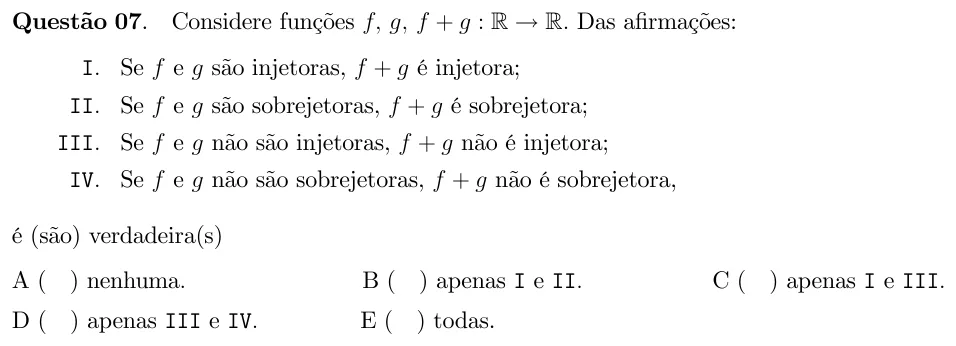 Questão 07. Considere funções f, g, f + g : ℝ → ℝ. Das afirmações:
I. Se f e g são injetoras, f + g é injetora;
II. Se f e g são sobrejetoras, f + g é sobrejetora;
III. Se f e g não são injetoras, f + g não é injetora;
IV. Se f e g não são sobrejetoras, f + g não é sobrejetora,
é (são) verdadeira(s)
A ( ) nenhuma. B ( ) apenas I e II. C ( ) apenas I e III.
D ( ) apenas III e IV. E ( ) todas.